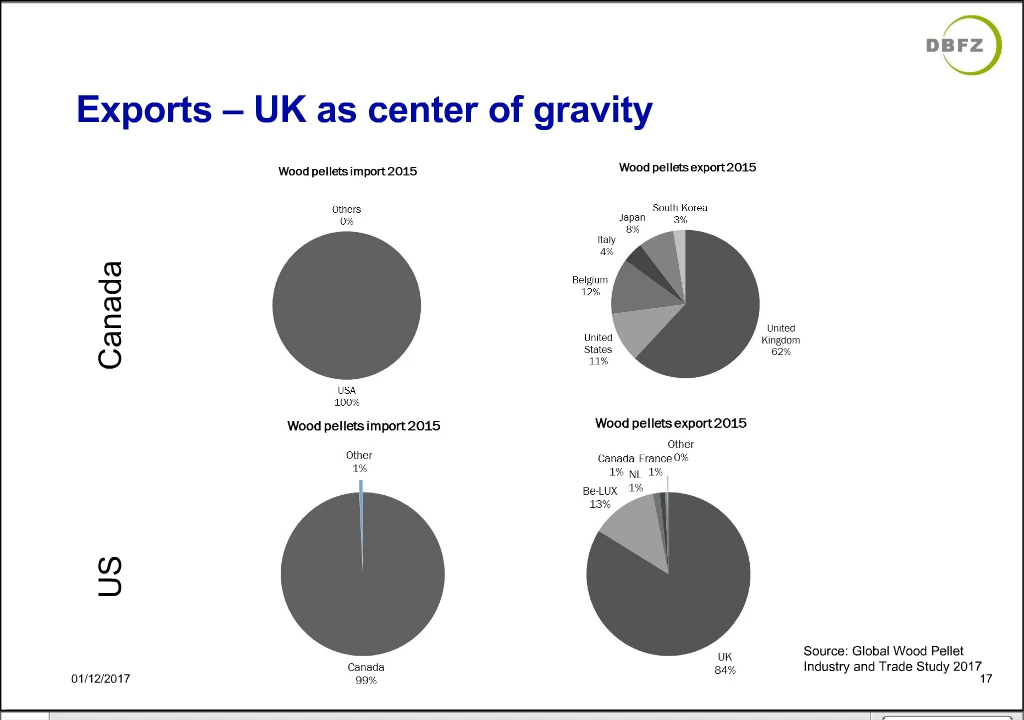 DBFZ
Exports – UK as center of gravity
Canada
Wood pellets import 2015
Others
0%
USA
100%
Wood pellets export 2015
South Korea
3%
Japan
8%
Italy
4%
Belgium
12%
United
States
11%
United
Kingdom
62%
US
Wood pellets import 2015
Other
1%
Canada
99%
Wood pellets export 2015
Other
0%
Canada
1%
France
1%
NL
1%
Be-LUX
13%
UK
84%
Source: Global Wood Pellet
Industry and Trade Study 2017
01/12/2017
17